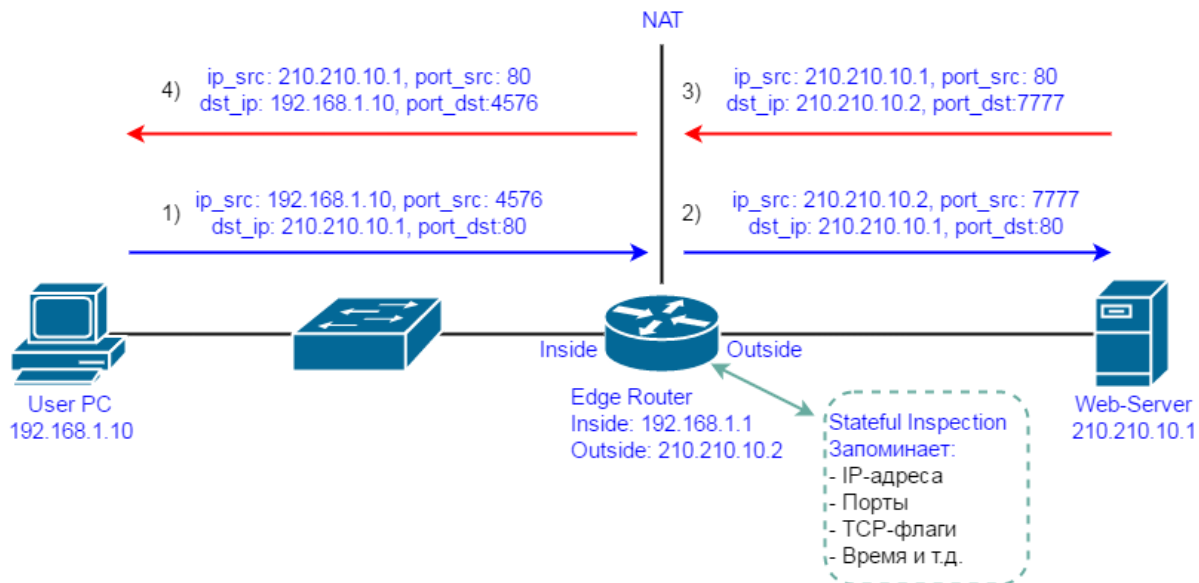 NAT
4)
ip_src: 210.210.10.1, port_src: 80
dst_ip: 192.168.1.10, port_dst:4576
3)
ip_src: 210.210.10.1, port_src: 80
dst_ip: 210.210.10.2, port_dst:7777
1)
ip_src: 192.168.1.10, port_src: 4576
dst_ip: 210.210.10.1, port_dst:80
2)
ip_src: 210.210.10.2, port_src: 7777
dst_ip: 210.210.10.1, port_dst:80
Inside
Outside
User PC
192.168.1.10
Edge Router
Inside: 192.168.1.1
Outside: 210.210.10.2
Stateful Inspection
Запоминает:
- IP-адреса
- Порты
- TCP-флаги
- Время и т.д.
Web-Server
210.210.10.1